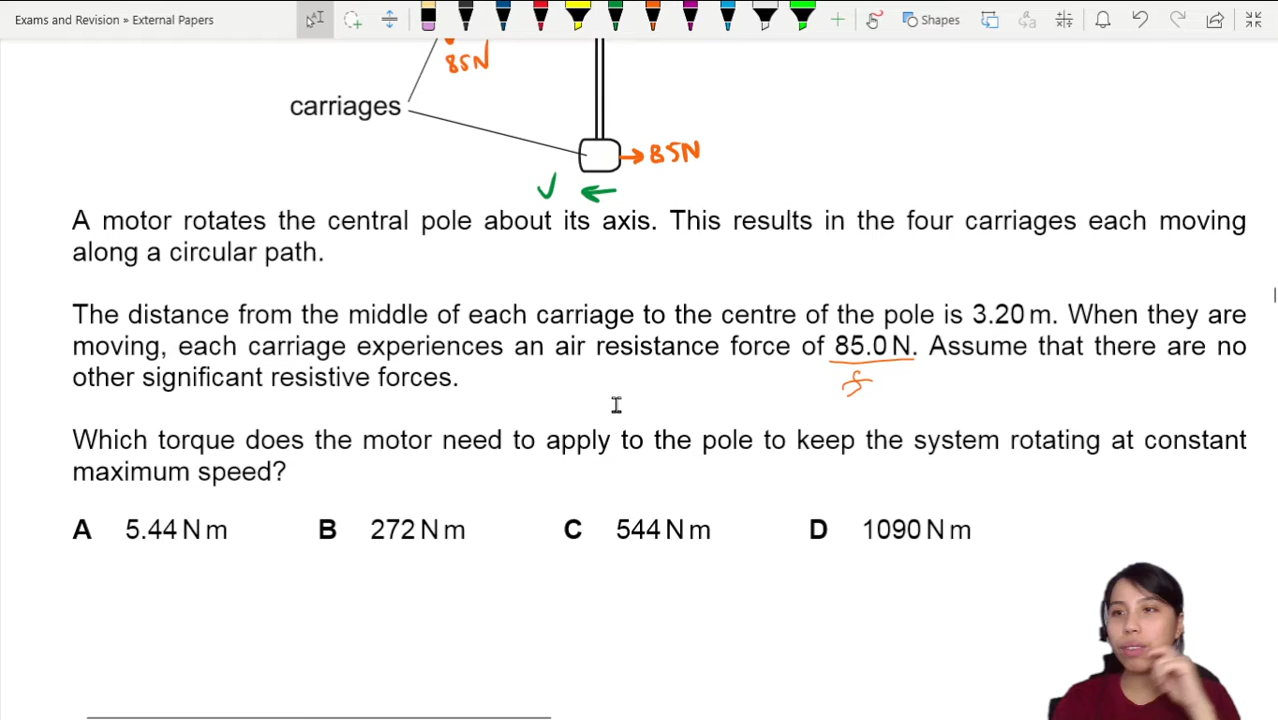 Exams and Revision » External Papers
Shapes
85N
carriages
85N
A motor rotates the central pole about its axis. This results in the four carriages each moving
along a circular path.
The distance from the middle of each carriage to the centre of the pole is 3.20 m. When they are
moving, each carriage experiences an air resistance force of 85.0 N. Assume that there are no
other significant resistive forces.
Which torque does the motor need to apply to the pole to keep the system rotating at constant
maximum speed?
A 5.44 N m B 272 N m C 544 N m D 1090 N m